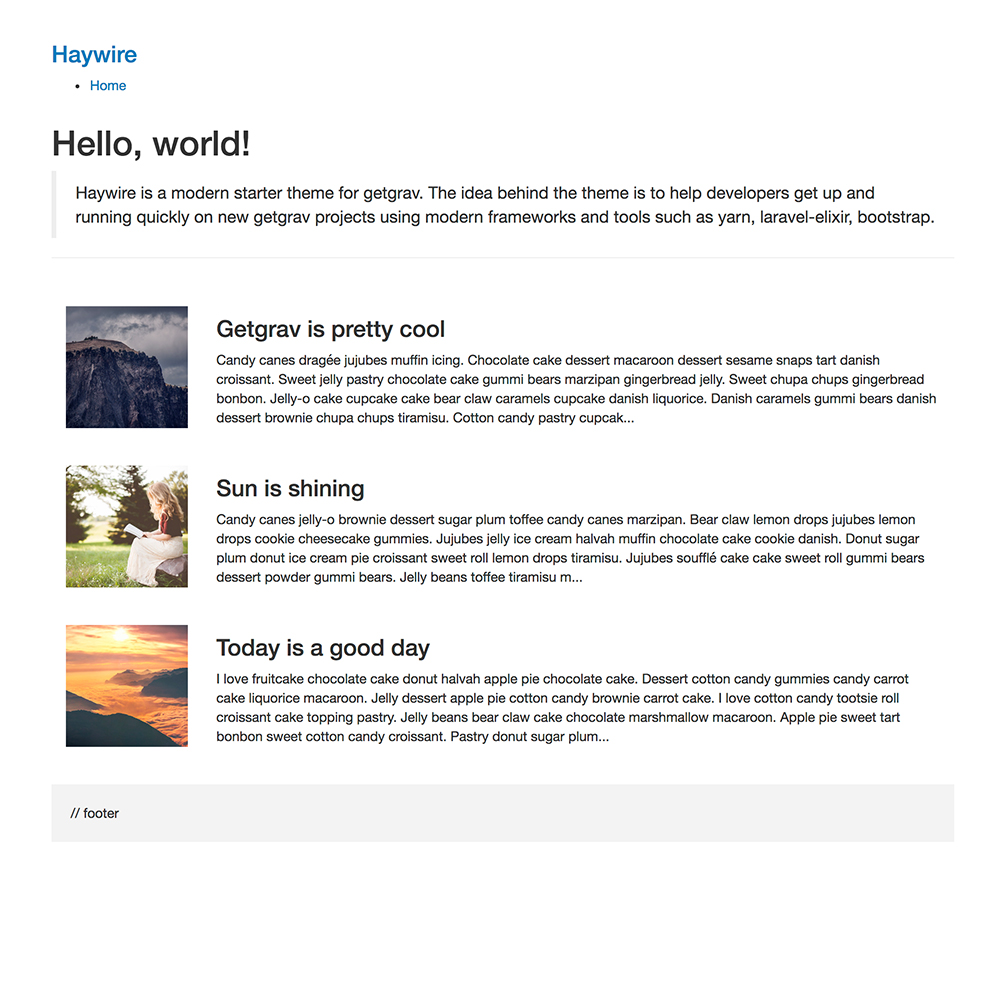 Haywire
Home
Hello, world!
Haywire is a modern starter theme for getgrav. The idea behind the theme is to help developers get up and
running quickly on new getgrav projects using modern frameworks and tools such as yarn, laravel-elixir, bootstrap.
Getgrav is pretty cool
Candy canes dragée jujubes muffin icing. Chocolate cake dessert macaroon dessert sesame snaps tart danish
croissant. Sweet jelly pastry chocolate cake gummi bears marzipan gingerbread jelly. Sweet chupa chups gingerbread
bonbon. Jelly-o cake cupcake cake bear claw caramels cupcake danish liquorice. Danish caramels gummi bears danish
dessert brownie chupa chups tiramisu. Cotton candy pastry cupcak...
Sun is shining
Candy canes jelly-o brownie dessert sugar plum toffee candy canes marzipan. Bear claw lemon drops jujubes lemon
drops cookie cheesecake gummies. Jujubes jelly ice cream halvah muffin chocolate cake cookie danish. Donut sugar
plum donut ice cream pie croissant sweet roll lemon drops tiramisu. Jujubes soufflé cake cake sweet roll gummi bears
dessert powder gummi bears. Jelly beans toffee tiramisu m...
Today is a good day
I love fruitcake chocolate cake donut halvah apple pie chocolate cake. Dessert cotton candy gummies candy carrot
cake liquorice macaroon. Jelly dessert apple pie cotton candy brownie carrot cake. I love cotton candy tootsie roll
croissant cake topping pastry. Jelly beans bear claw cake chocolate marshmallow macaroon. Apple pie sweet tart
bonbon sweet cotton candy croissant. Pastry donut sugar plum...
// footer